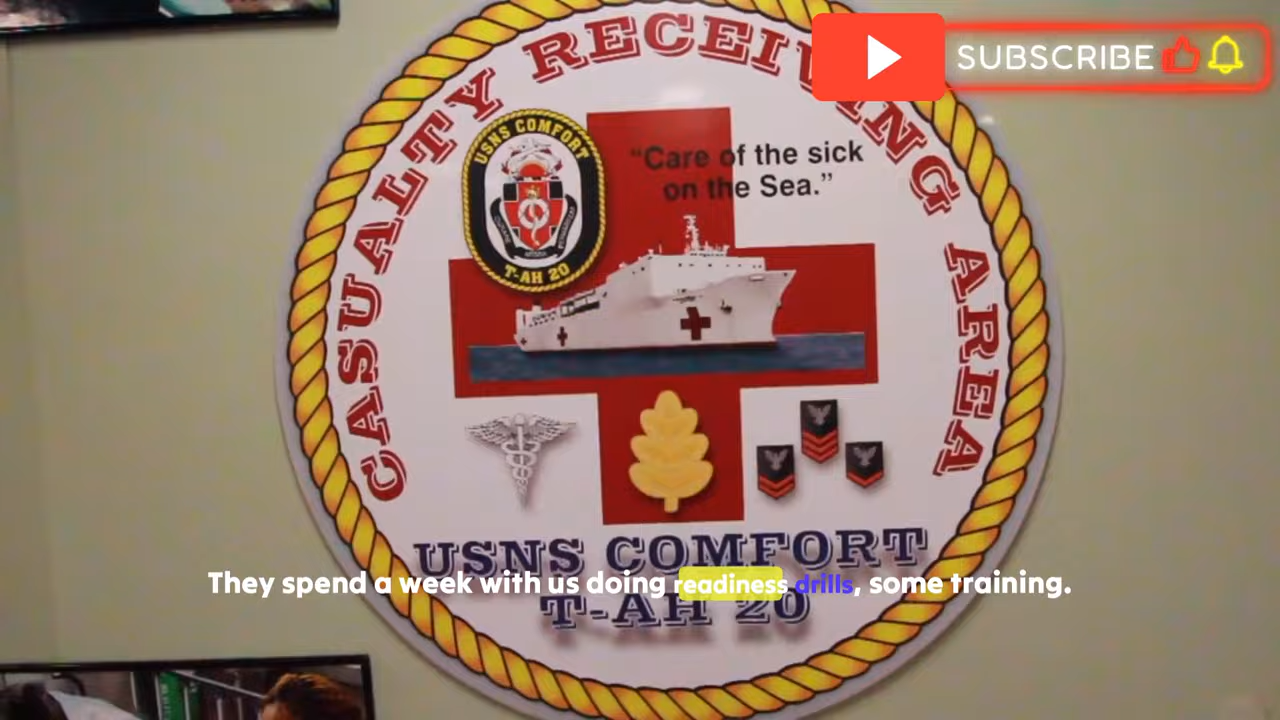 CASUALTY RECEIVING AREA
SUBSCRIBE
USNS COMFORT
T-AH 20
“Care of the sick
on the Sea.”
USNS COMFORT
T-AH 20
They spend a week with us doing readiness drills, some training.